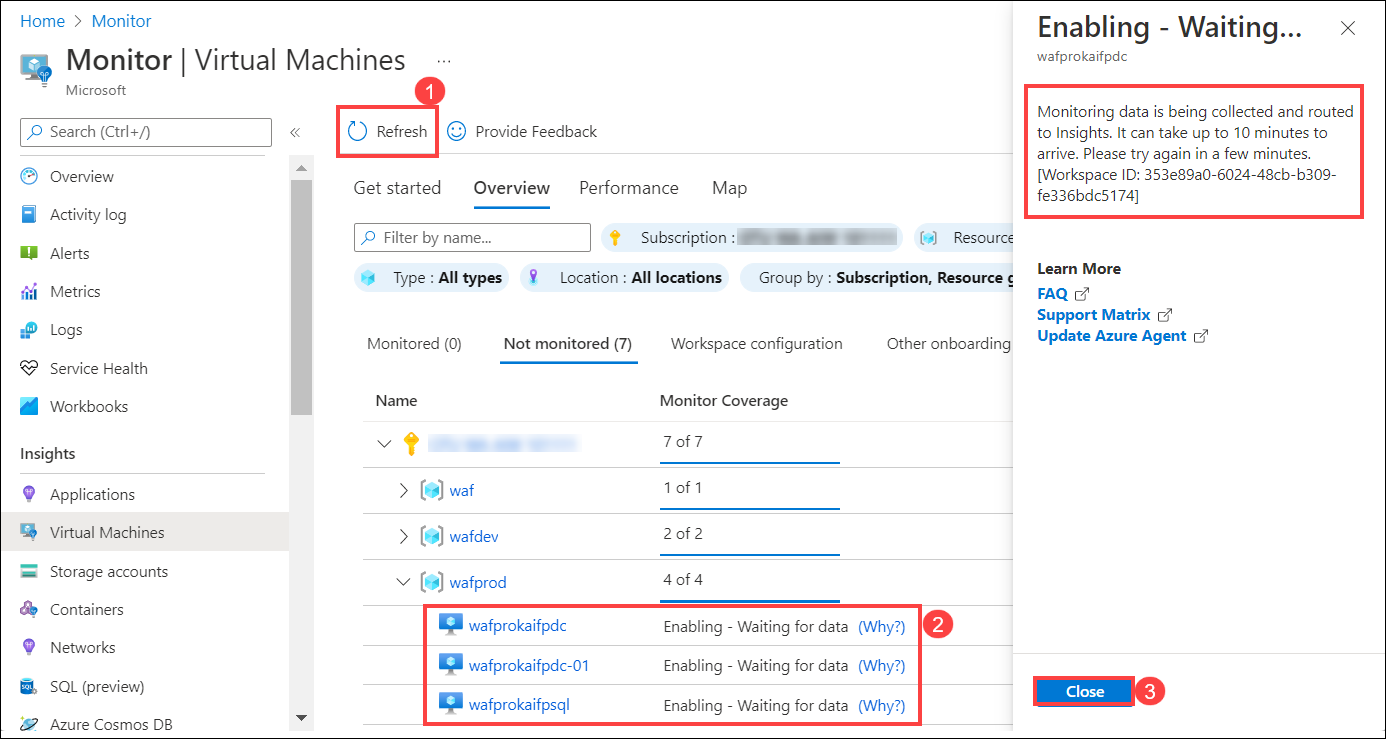 Home > Monitor
Monitor | Virtual Machines ...
Microsoft
1
Search (Ctrl+/)
«
Refresh
Provide Feedback
Overview
Activity log
Alerts
Metrics
Logs
Service Health
Workbooks
Insights
Applications
Virtual Machines
Storage accounts
Containers
Networks
SQL (preview)
Azure Cosmos DB
Get started Overview Performance Map
Filter by name...
Subscription :
Resource
Type : All types
Location : All locations
Group by : Subscription, Resource g
Monitored (0) Not monitored (7) Workspace configuration Other onboarding
Name Monitor Coverage
7 of 7
waf 1 of 1
wafdev 2 of 2
wafprod 4 of 4
wafprokaifpdc Enabling - Waiting for data (Why?)
2
wafprokaifpdc-01 Enabling - Waiting for data (Why?)
wafprokaifpsql Enabling - Waiting for data (Why?)
Enabling - Waiting...
wafprokaifpdc
Monitoring data is being collected and routed
to Insights. It can take up to 10 minutes to
arrive. Please try again in a few minutes.
[Workspace ID: 353e89a0-6024-48cb-b309-
fe336bdc5174]
Learn More
FAQ
Support Matrix
Update Azure Agent
Close
3